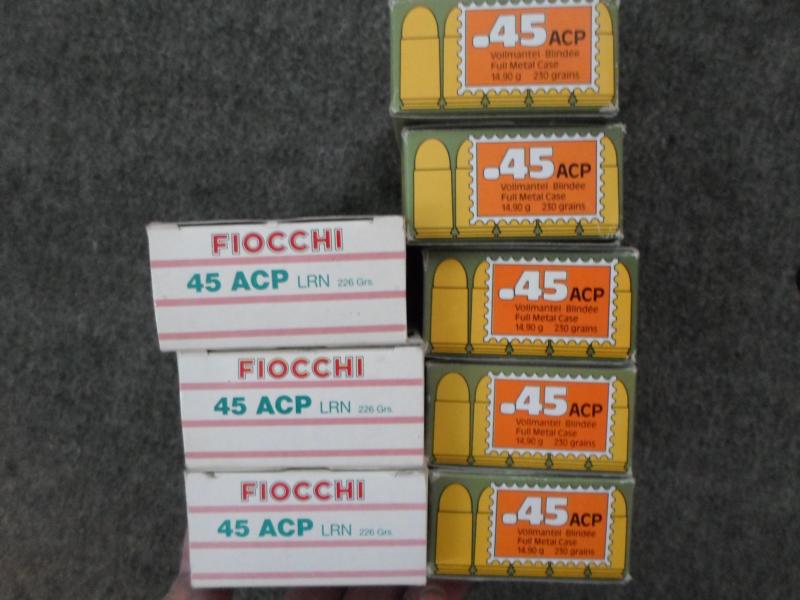 FIOCCHI
45 ACP LRN 226 Grs.
FIOCCHI
45 ACP LRN 226 Grs.
FIOCCHI
45 ACP LRN 226 Grs.
.45 ACP
Vollmantel-Blindée
Full Metal Case
14,90 g 230 grains
.45 ACP
Vollmantel-Blindée
Full Metal Case
14,90 g 230 grains
.45 ACP
Vollmantel-Blindée
Full Metal Case
14,90 g 230 grains
.45 ACP
Vollmantel-Blindée
Full Metal Case
14,90 g 230 grains
.45 ACP
Vollmantel-Blindée
Full Metal Case
14,90 g 230 grains